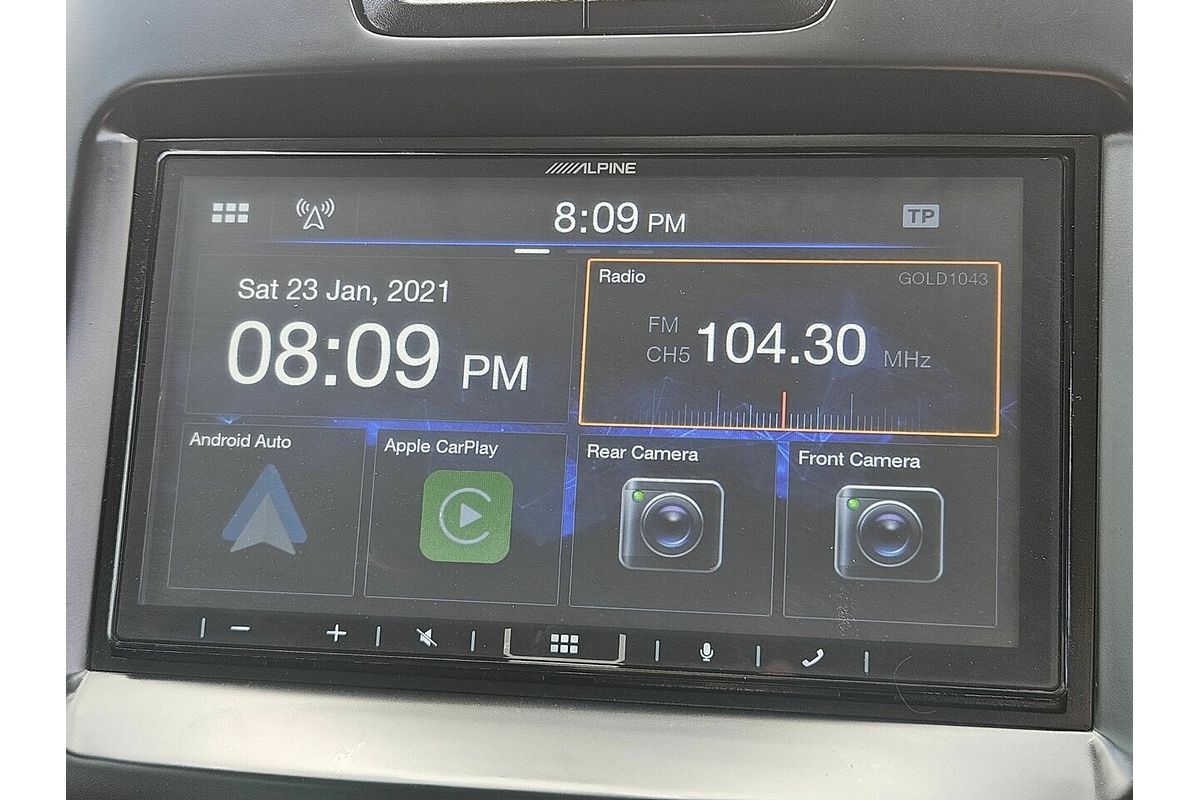 ALPINE
8:09 PM
TP
Sat 23 Jan, 2021
08:09 PM
Radio
GOLD1043
FM
CH5
104.30 MHz
Android Auto
Apple CarPlay
Rear Camera
Front Camera